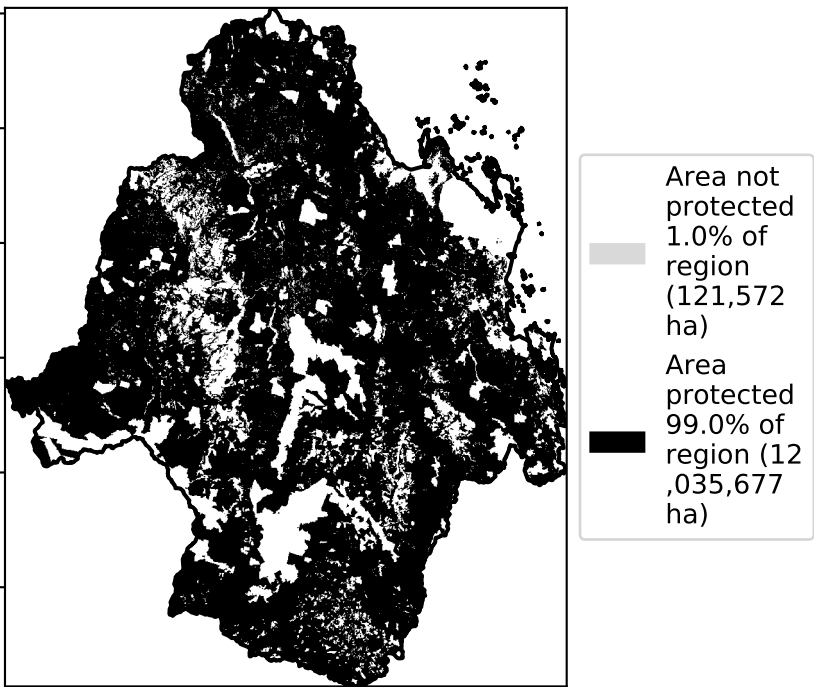 Area not
protected
1.0% of
region
(121,572
ha)
Area
protected
99.0% of
region (12
,035,677
ha)